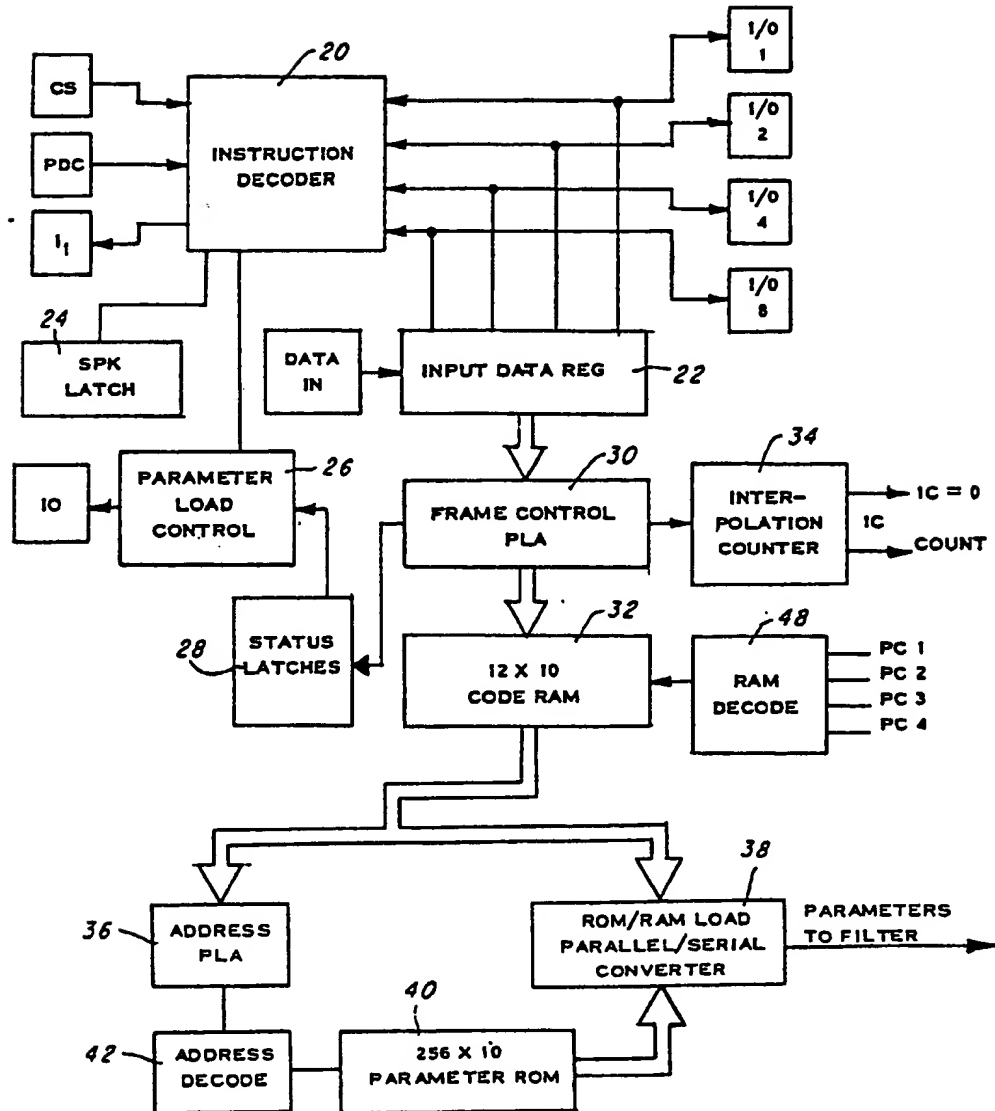 I/O
1
20
CS
INSTRUCTION
DECODER
I/O
2
PDC
I/O
4
I1
I/O
8
24
SPK
LATCH
DATA
IN
INPUT DATA REG
22
34
26
30
IO
PARAMETER
LOAD
CONTROL
FRAME CONTROL
PLA
INTER-
POLATION
COUNTER
IC = 0
IC
COUNT
32
48
28
STATUS
LATCHES
12 X 10
CODE RAM
RAM
DECODE
PC 1
PC 2
PC 3
PC 4
38
36
ADDRESS
PLA
ROM/RAM LOAD
PARALLEL/SERIAL
CONVERTER
PARAMETERS
TO FILTER
40
42
ADDRESS
DECODE
256 X 10
PARAMETER ROM